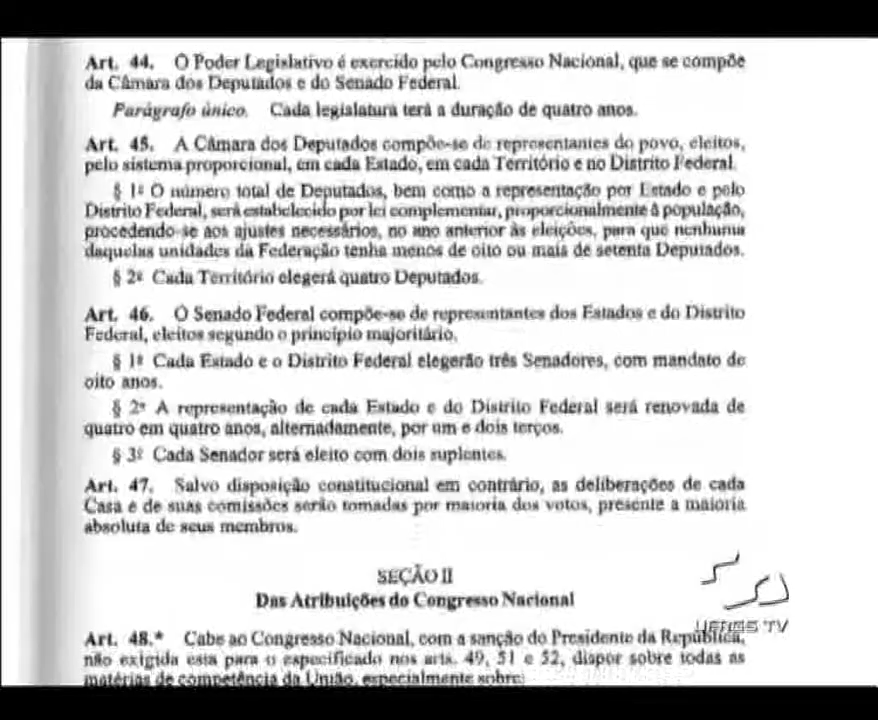 Art. 44. O Poder Legislativo é exercido pelo Congresso Nacional, que se compõe
da Câmara dos Deputados e do Senado Federal.
Parágrafo único. Cada legislatura terá a duração de quatro anos.
Art. 45. A Câmara dos Deputados compõe-se de representantes do povo, eleitos,
pelo sistema proporcional, em cada Estado, em cada Território e no Distrito Federal.
§ 1º O número total de Deputados, bem como a representação por Estado e pelo
Distrito Federal, será estabelecido por lei complementar, proporcionalmente à população,
procedendo-se aos ajustes necessários, no ano anterior às eleições, para que nenhuma
daquelas unidades da Federação tenha menos de oito ou mais de setenta Deputados.
§ 2º Cada Território elegerá quatro Deputados.
Art. 46. O Senado Federal compõe-se de representantes dos Estados e do Distrito
Federal, eleitos segundo o princípio majoritário.
§ 1º Cada Estado e o Distrito Federal elegerão três Senadores, com mandato de
oito anos.
§ 2º A representação de cada Estado e do Distrito Federal será renovada de
quatro em quatro anos, alternadamente, por um e dois terços.
§ 3º Cada Senador será eleito com dois suplentes.
Art. 47. Salvo disposição constitucional em contrário, as deliberações de cada
Casa e de suas comissões serão tomadas por maioria dos votos, presente a maioria
absoluta de seus membros.
SEÇÃO II
Das Atribuições do Congresso Nacional
VERBS TV
Art. 48.* Cabe ao Congresso Nacional, com a sanção do Presidente da República,
não exigida esta para o especificado nos arts. 49, 51 e 52, dispor sobre todas as
matérias de competência da União, especialmente sobre: